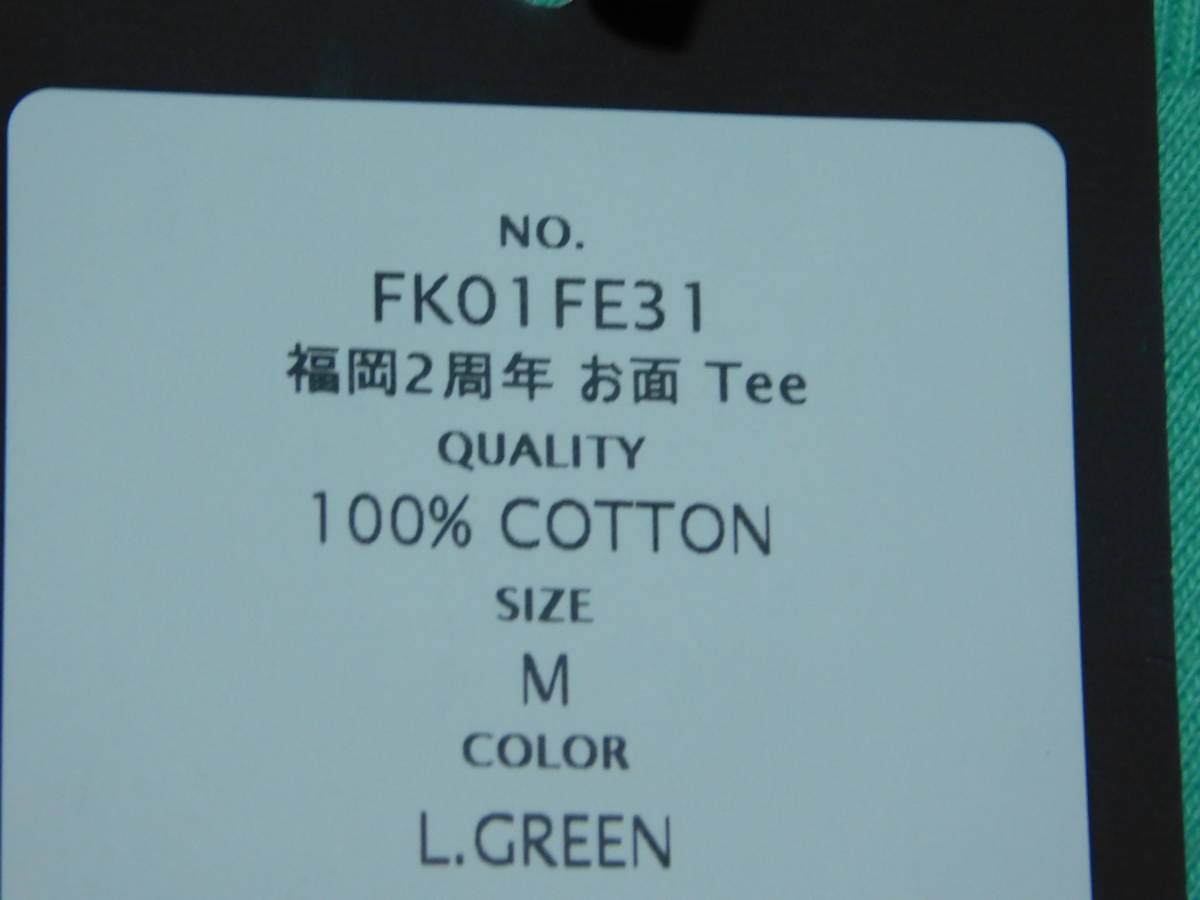 NO.
FK01FE31
福岡2周年 お面 Tee
QUALITY
100% COTTON
SIZE
M
COLOR
L.GREEN